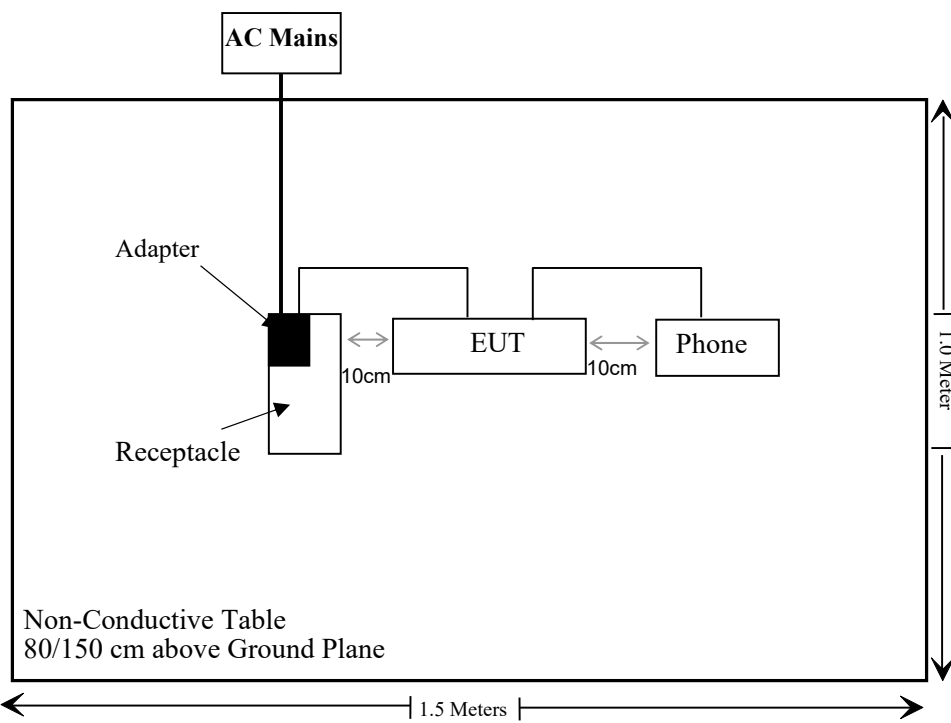 AC Mains
Adapter
EUT
Phone
10cm
10cm
1.0 Meter
Receptacle
Non-Conductive Table
80/150 cm above Ground Plane
1.5 Meters